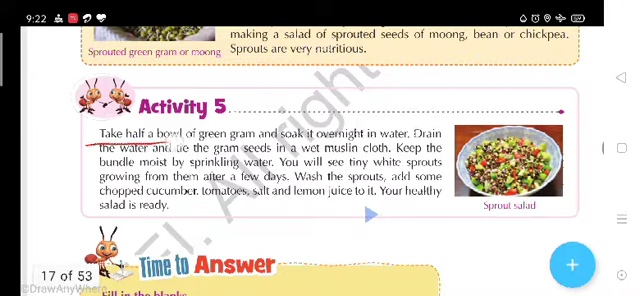 9:22
making a salad of sprouted seeds of moong, bean or chickpea.
Sprouted green gram or moong
Sprouts are very nutritious.
Activity 5
Take half a bowl of green gram and soak it overnight in water. Drain
the water and tie the gram seeds in a wet muslin cloth. Keep the
bundle moist by sprinkling water. You will see tiny white sprouts
growing from them after a few days. Wash the sprouts, add some
chopped cucumber, tomatoes, salt and lemon juice to it. Your healthy
salad is ready.
Sprout salad
Time to Answer
17 of 53
@DrawAnyWhere
Fill in the blanks